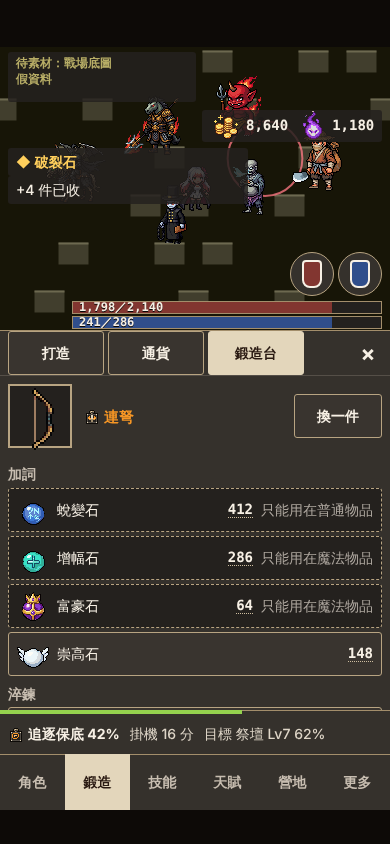 待素材：戰場底圖
假資料
8,640
1,180
◆ 破裂石
+4 件已收
1,798／2,140
241／286
打造
通貨
鍛造台
×
連弩
換一件
加詞
蛻變石
412 只能用在普通物品
增幅石
286 只能用在魔法物品
富豪石
64 只能用在魔法物品
崇高石
148
淬鍊
追逐保底 42% 掛機 16 分 目標 祭壇 Lv7 62%
角色
鍛造
技能
天賦
營地
更多